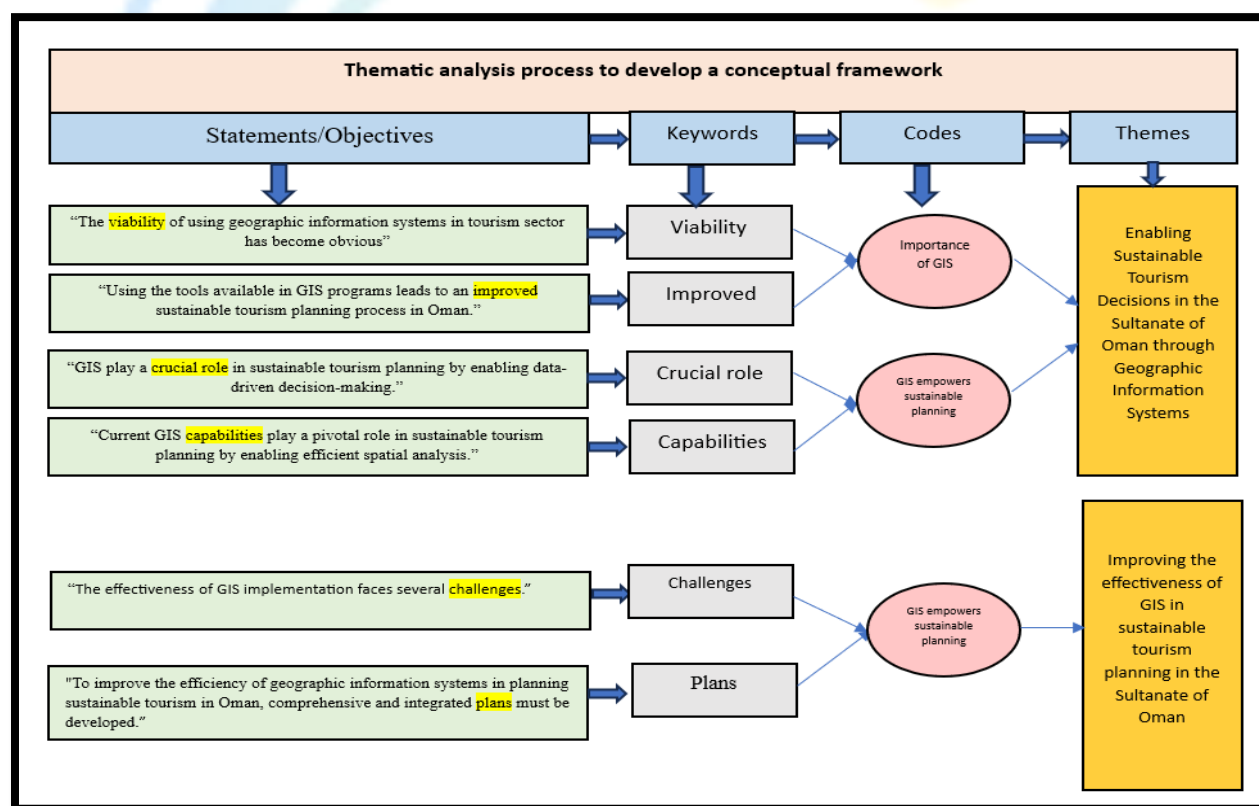 Thematic analysis process to develop a conceptual framework
Statements/Objectives
Keywords
Codes
Themes
“The viability of using geographic information systems in tourism sector
has become obvious”
Viability
“Using the tools available in GIS programs leads to an improved
sustainable tourism planning process in Oman.”
Improved
Importance
of GIS
“GIS play a crucial role in sustainable tourism planning by enabling data-
driven decision-making.”
Crucial role
“Current GIS capabilities play a pivotal role in sustainable tourism
planning by enabling efficient spatial analysis.”
Capabilities
GIS empowers
sustainable
planning
Enabling
Sustainable
Tourism
Decisions in the
Sultanate of
Oman through
Geographic
Information
Systems
“The effectiveness of GIS implementation faces several challenges.”
Challenges
"To improve the efficiency of geographic information systems in planning
sustainable tourism in Oman, comprehensive and integrated plans must be
developed.”
Plans
GIS empowers
sustainable
planning
Improving the
effectiveness of
GIS in
sustainable
tourism
planning in the
Sultanate of
Oman